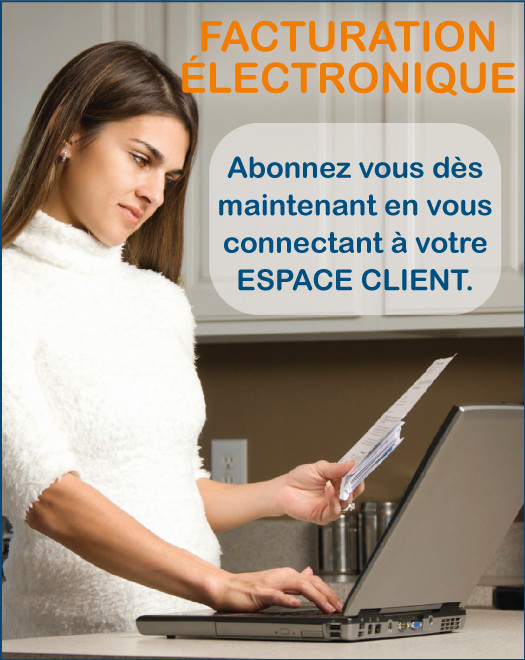 FACTURATION
ÉLECTRONIQUE
Abonnez vous dès
maintenant en vous
connectant à votre
ESPACE CLIENT.